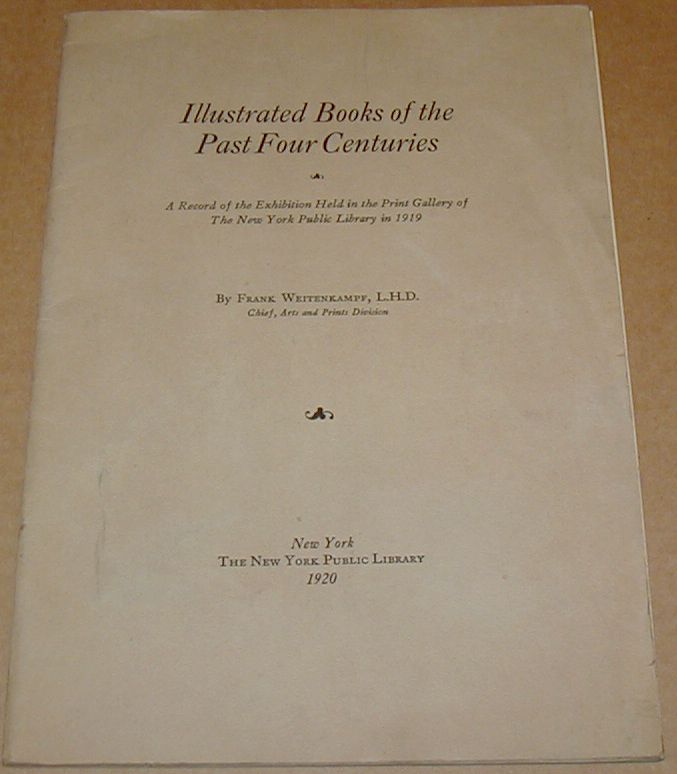 Illustrated Books of the
Past Four Centuries
A Record of the Exhibition Held in the Print Gallery of
The New York Public Library in 1919
By Frank Weitenkampf, L.H.D.
Chief, Arts and Prints Division
New York
The New York Public Library
1920